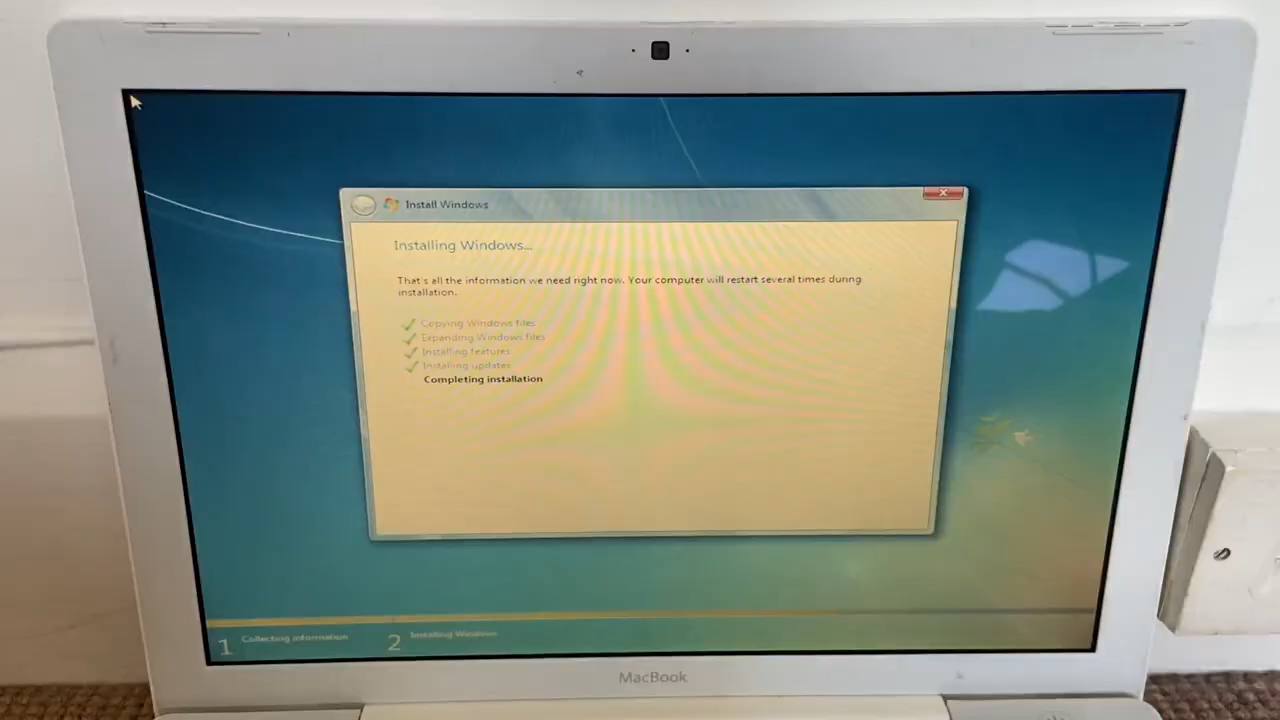 Install Windows
Installing Windows...
That's all the information we need right now. Your computer will restart several times during
installation.
Copying Windows files
Expanding Windows files
Installing features
Installing updates
Completing installation
1 Collecting information 2 Installing Windows
MacBook